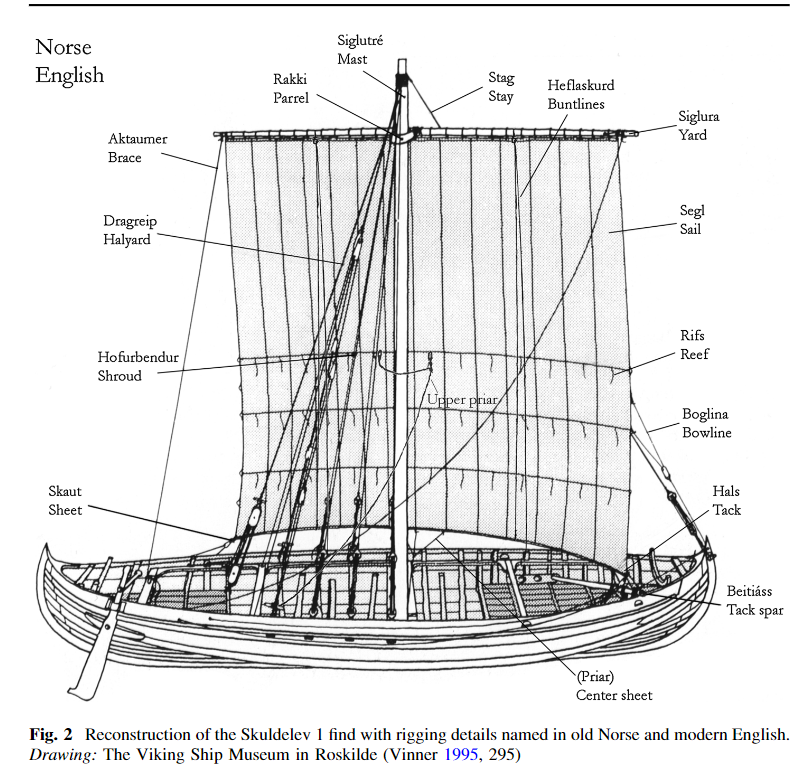 Norse
English
Siglutré
Mast
Rakki
Parrel
Stag
Stay
Heflaskurd
Buntlines
Siglura
Yard
Aktaumer
Brace
Segl
Sail
Dragreip
Halyard
Rifs
Reef
Hofurbendur
Shroud
Upper priar
Boglina
Bowline
Skaut
Sheet
Hals
Tack
Beitiáss
Tack spar
(Priar)
Center sheet
Fig. 2 Reconstruction of the Skuldelev 1 find with rigging details named in old Norse and modern English.
Drawing: The Viking Ship Museum in Roskilde (Vinner 1995, 295)